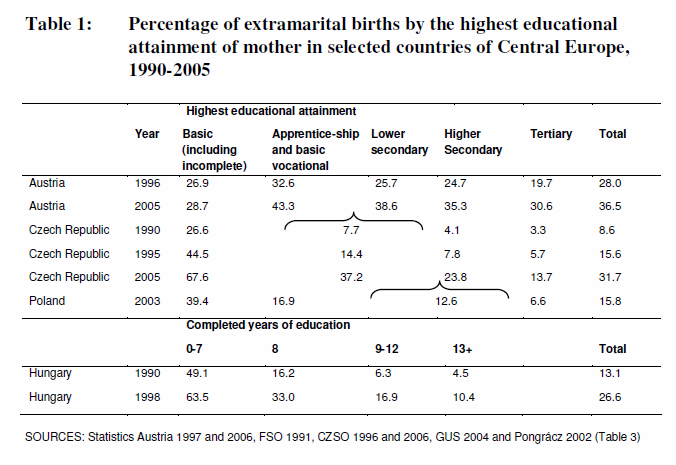 Table 1: Percentage of extramarital births by the highest educational
attainment of mother in selected countries of Central Europe,
1990-2005
Highest educational attainment
Year Basic Apprentice-ship Lower Higher Tertiary Total
(including and basic secondary Secondary
incomplete) vocational
Austria 1996 26.9 32.6 25.7 24.7 19.7 28.0
Austria 2005 28.7 43.3 38.6 35.3 30.6 36.5
Czech Republic 1990 26.6 7.7 4.1 3.3 8.6
Czech Republic 1995 44.5 14.4 7.8 5.7 15.6
Czech Republic 2005 67.6 37.2 23.8 13.7 31.7
Poland 2003 39.4 16.9 12.6 6.6 15.8
Completed years of education
0-7 8 9-12 13+ Total
Hungary 1990 49.1 16.2 6.3 4.5 13.1
Hungary 1998 63.5 33.0 16.9 10.4 26.6
SOURCES: Statistics Austria 1997 and 2006, FSO 1991, CZSO 1996 and 2006, GUS 2004 and Pongrácz 2002 (Table 3)